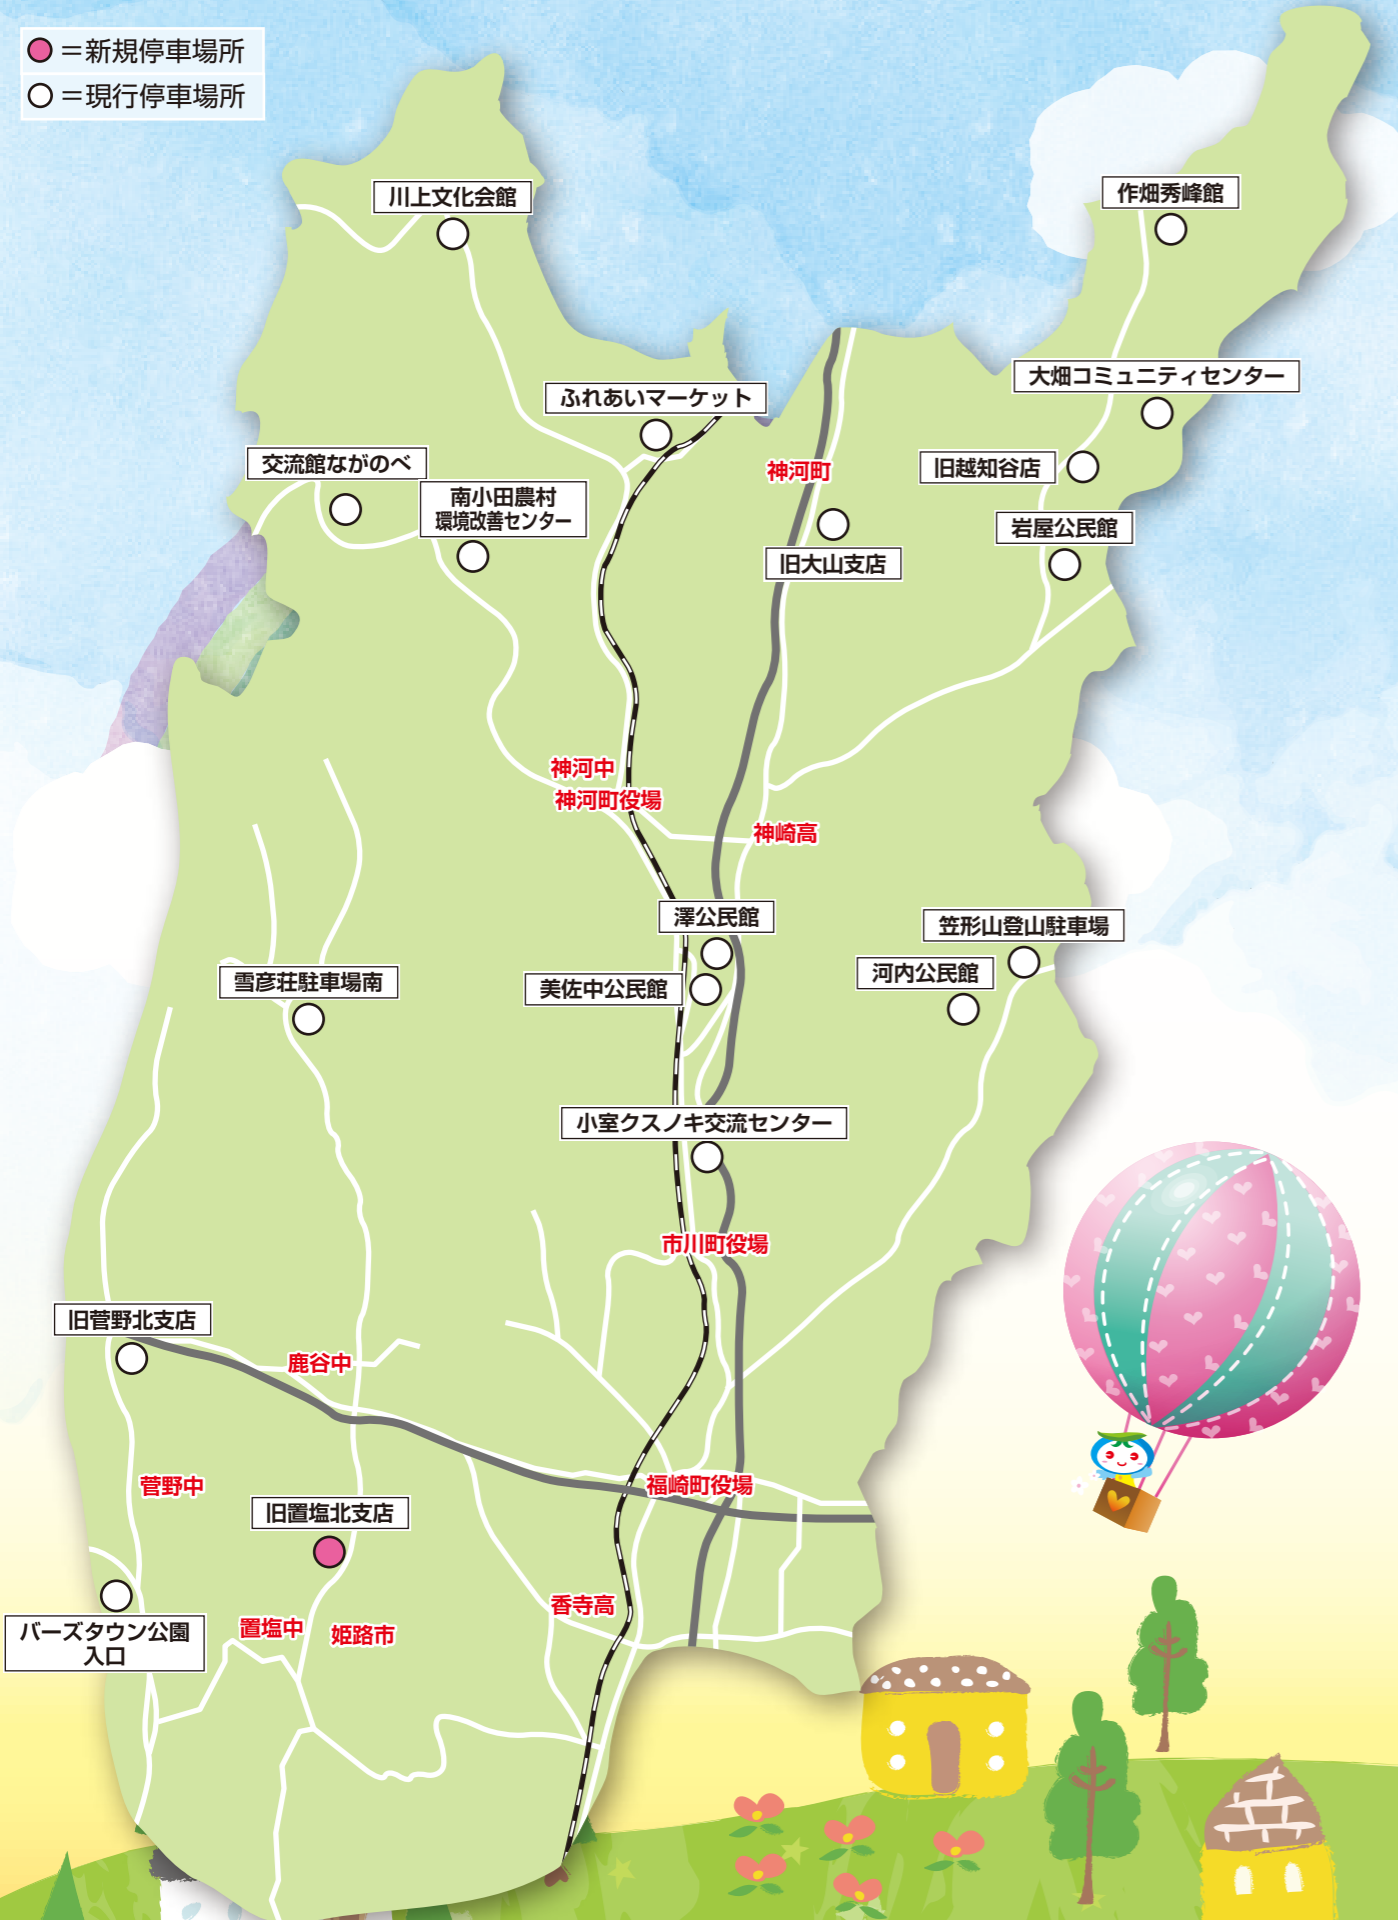 ＝新規停車場所
＝現行停車場所
川上文化会館
作畑秀峰館
大畑コミュニティセンター
ふれあいマーケット
交流館ながのべ
神河町
旧越知谷店
南小田農村
環境改善センター
岩屋公民館
旧大山支店
神河中
神河町役場
神崎高
澤公民館
笠形山登山駐車場
雪彦荘駐車場南
美佐中公民館
河内公民館
小室クスノキ交流センター
市川町役場
旧菅野北支店
鹿谷中
菅野中
福崎町役場
旧置塩北支店
香寺高
バーズタウン公園
入口
置塩中
姫路市